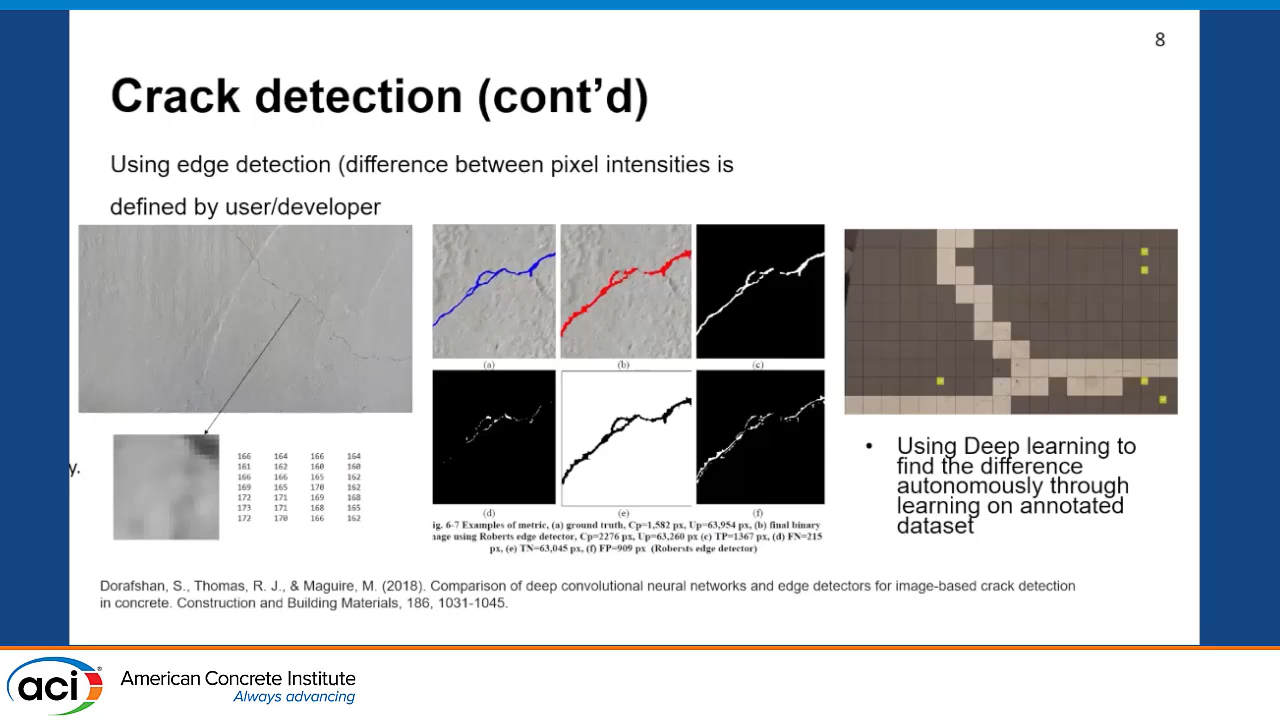 8
Crack detection (cont’d)
Using edge detection (difference between pixel intensities is
defined by user/developer
(a)
(b)
(c)
y.
166 164 166 164
161 162 160 160
166 166 165 162
169 165 170 162
172 171 169 168
173 171 168 165
172 170 166 162
(d)
(e)
(f)
ig. 6-7 Examples of metric, (a) ground truth, Cp=1,582 px, Up=63,954 px, (b) final binary
nage using Roberts edge detector, Cp=2276 px, Up=63,260 px (c) TP=1367 px, (d) FN=215
px, (e) TN=63,045 px, (f) FP=909 px (Robersts edge detector)
• Using Deep learning to
find the difference
autonomously through
learning on annotated
dataset
Dorafshan, S., Thomas, R. J., & Maguire, M. (2018). Comparison of deep convolutional neural networks and edge detectors for image-based crack detection
in concrete. Construction and Building Materials, 186, 1031-1045.
aci®
American Concrete Institute
Always advancing